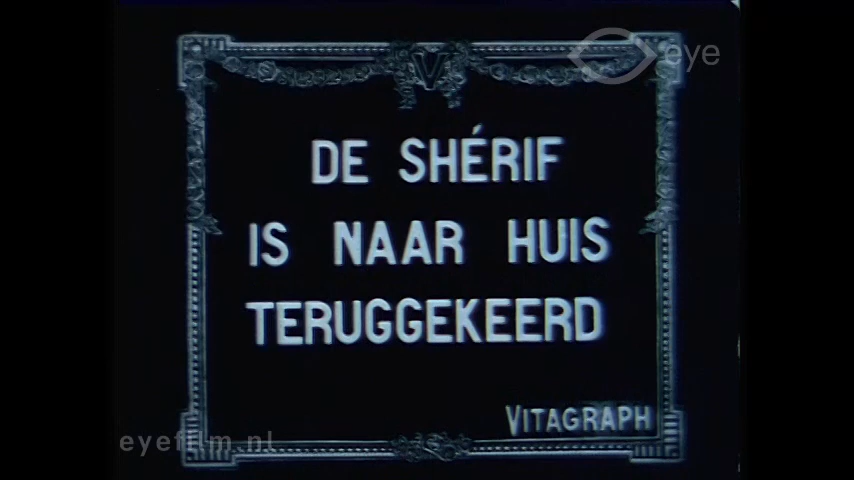 V
eye
DE SHÉRIF
IS NAAR HUIS
TERUGGEKEERD
VITAGRAPH
eyefilm.nl